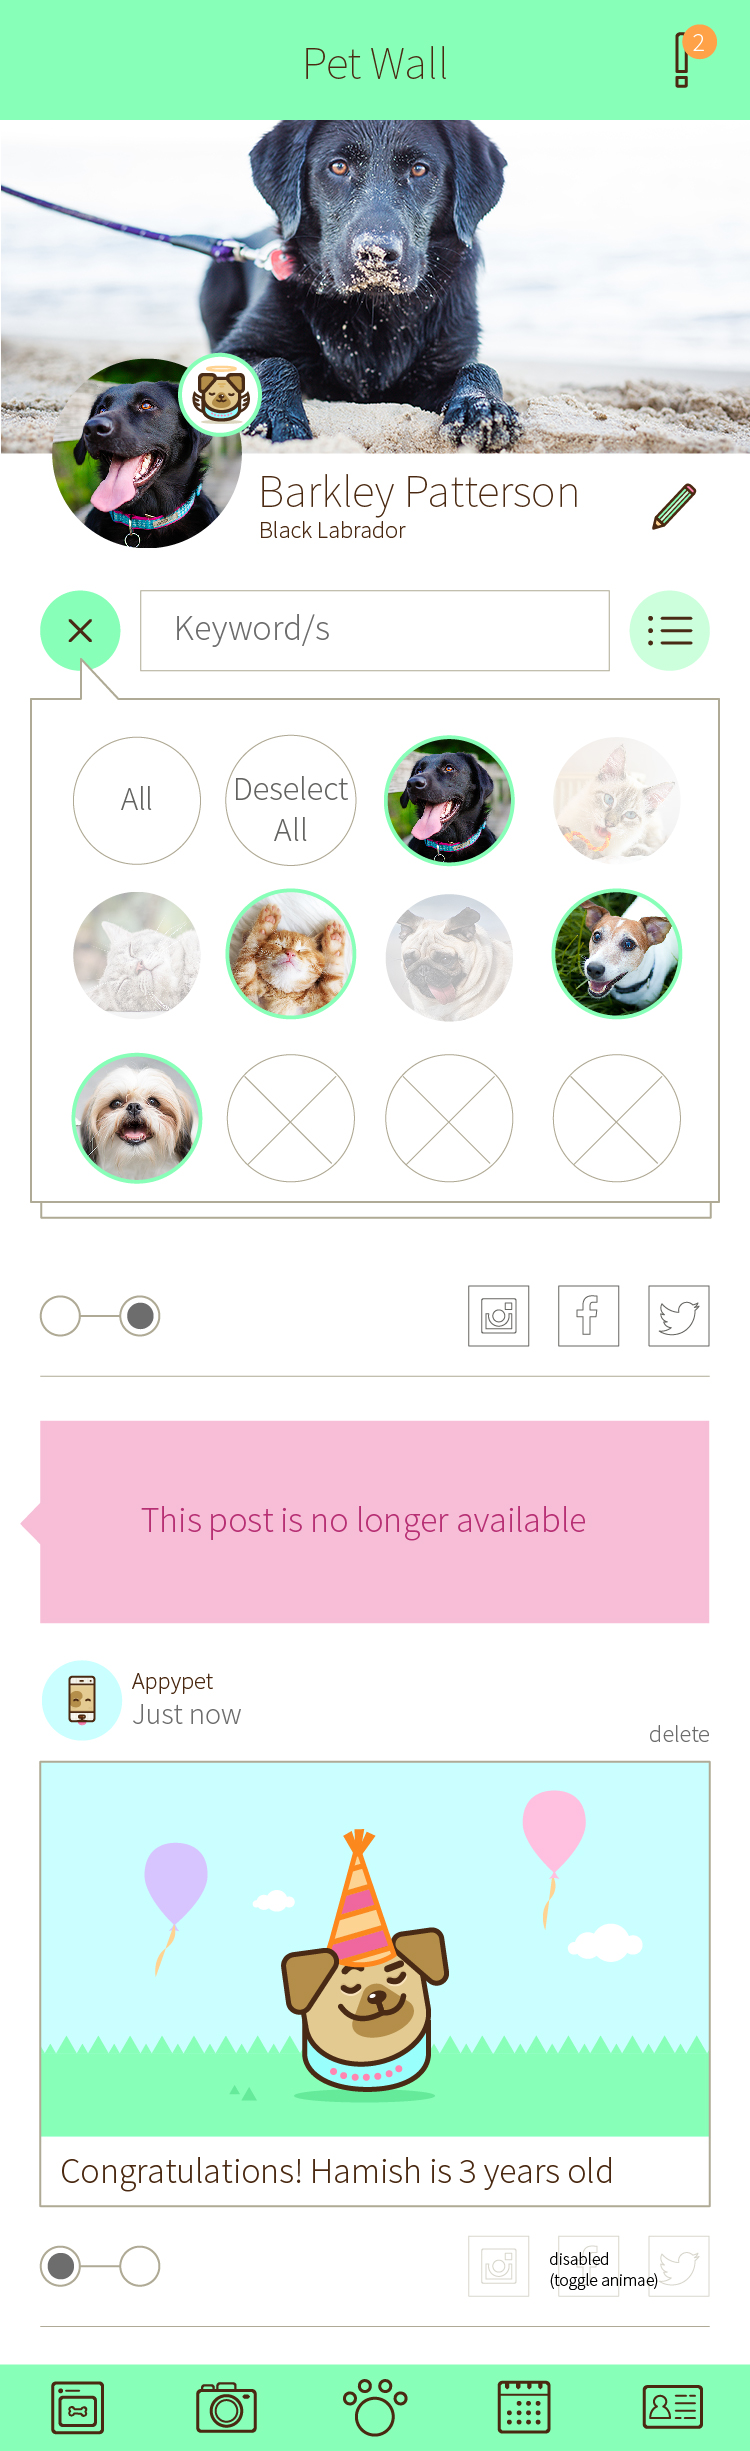 Pet Wall
2
Barkley Patterson
Black Labrador
Keyword/s
All
Deselect
All
This post is no longer available
Appypet
Just now
delete
Congratulations! Hamish is 3 years old
disabled
(toggle animae)